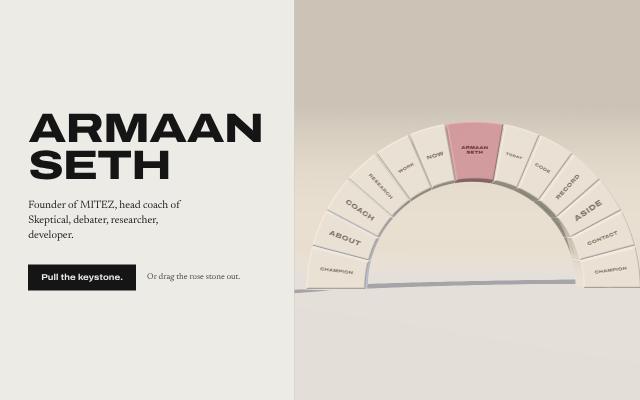 ARMAAN
SETH
Founder of MITEZ, head coach of
Skeptical, debater, researcher,
developer.
Pull the keystone.
Or drag the rose stone out.
CHAMPION
ABOUT
COACH
RESEARCH
WORK
NOW
ARMAAN
SETH
TODAY
CODE
RECORD
ASIDE
CONTACT
CHAMPION